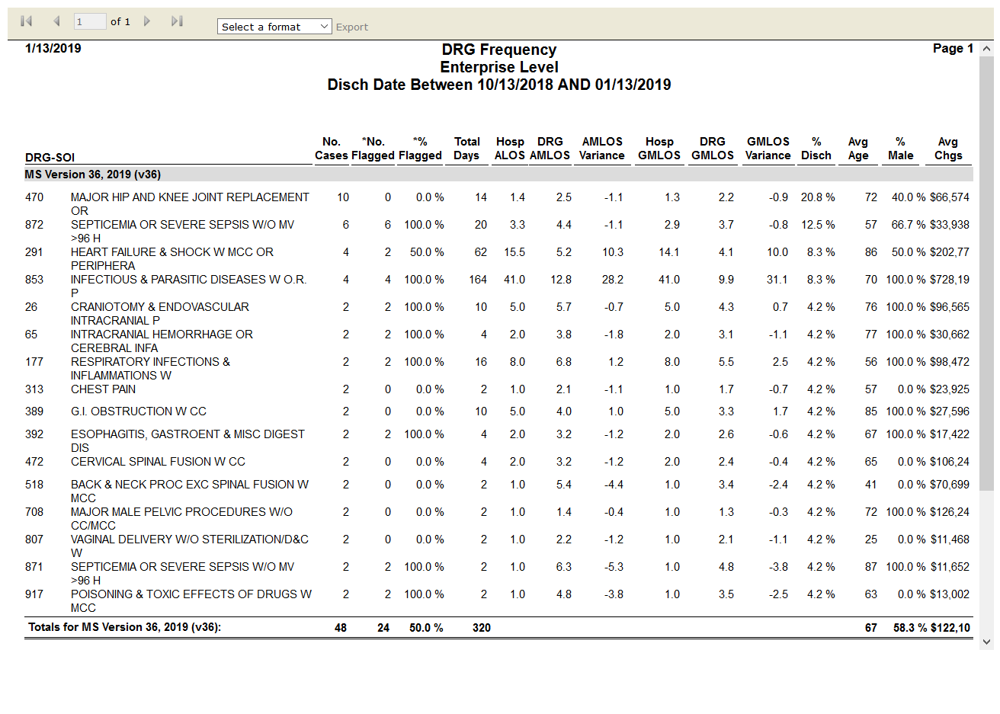 1 of 1 Select a format Export
1/13/2019 DRG Frequency Page 1
Enterprise Level
Disch Date Between 10/13/2018 AND 01/13/2019
No. *No. *% Total Hosp DRG AMLOS Hosp DRG GMLOS % Avg % Avg
DRG-SOI Cases Flagged Flagged Days ALOS AMLOS Variance GMLOS GMLOS Variance Disch Age Male Chgs
MS Version 36, 2019 (v36)
470 MAJOR HIP AND KNEE JOINT REPLACEMENT 10 0 0.0 % 14 1.4 2.5 -1.1 1.3 2.2 -0.9 20.8 % 72 40.0 % $66,574
OR
872 SEPTICEMIA OR SEVERE SEPSIS W/O MV 6 6 100.0 % 20 3.3 4.4 -1.1 2.9 3.7 -0.8 12.5 % 57 66.7 % $33,938
>96 H
291 HEART FAILURE & SHOCK W MCC OR 4 2 50.0 % 62 15.5 5.2 10.3 14.1 4.1 10.0 8.3 % 86 50.0 % $202,77
PERIPHERA
853 INFECTIOUS & PARASITIC DISEASES W O.R. 4 4 100.0 % 164 41.0 12.8 28.2 41.0 9.9 31.1 8.3 % 70 100.0 % $728,19
P
26 CRANIOTOMY & ENDOVASCULAR 2 2 100.0 % 10 5.0 5.7 -0.7 5.0 4.3 0.7 4.2 % 76 100.0 % $96,565
INTRACRANIAL P
65 INTRACRANIAL HEMORRHAGE OR 2 2 100.0 % 4 2.0 3.8 -1.8 2.0 3.1 -1.1 4.2 % 77 100.0 % $30,662
CEREBRAL INFA
177 RESPIRATORY INFECTIONS & 2 2 100.0 % 16 8.0 6.8 1.2 8.0 5.5 2.5 4.2 % 56 100.0 % $98,472
INFLAMMATIONS W
313 CHEST PAIN 2 0 0.0 % 2 1.0 2.1 -1.1 1.0 1.7 -0.7 4.2 % 57 0.0 % $23,925
389 G.I. OBSTRUCTION W CC 2 0 0.0 % 10 5.0 4.0 1.0 5.0 3.3 1.7 4.2 % 85 100.0 % $27,596
392 ESOPHAGITIS, GASTROENT & MISC DIGEST 2 2 100.0 % 4 2.0 3.2 -1.2 2.0 2.6 -0.6 4.2 % 67 100.0 % $17,422
DIS
472 CERVICAL SPINAL FUSION W CC 2 0 0.0 % 4 2.0 3.2 -1.2 2.0 2.4 -0.4 4.2 % 65 0.0 % $106,24
518 BACK & NECK PROC EXC SPINAL FUSION W 2 0 0.0 % 2 1.0 5.4 -4.4 1.0 3.4 -2.4 4.2 % 41 0.0 % $70,699
MCC
708 MAJOR MALE PELVIC PROCEDURES W/O 2 0 0.0 % 2 1.0 1.4 -0.4 1.0 1.3 -0.3 4.2 % 72 100.0 % $126,24
CC/MCC
807 VAGINAL DELIVERY W/O STERILIZATION/D&C 2 0 0.0 % 2 1.0 2.2 -1.2 1.0 2.1 -1.1 4.2 % 25 0.0 % $11,468
W
871 SEPTICEMIA OR SEVERE SEPSIS W/O MV 2 2 100.0 % 2 1.0 6.3 -5.3 1.0 4.8 -3.8 4.2 % 87 100.0 % $11,652
>96 H
917 POISONING & TOXIC EFFECTS OF DRUGS W 2 2 100.0 % 2 1.0 4.8 -3.8 1.0 3.5 -2.5 4.2 % 63 0.0 % $13,002
MCC
Totals for MS Version 36, 2019 (v36): 48 24 50.0 % 320 67 58.3 % $122,10